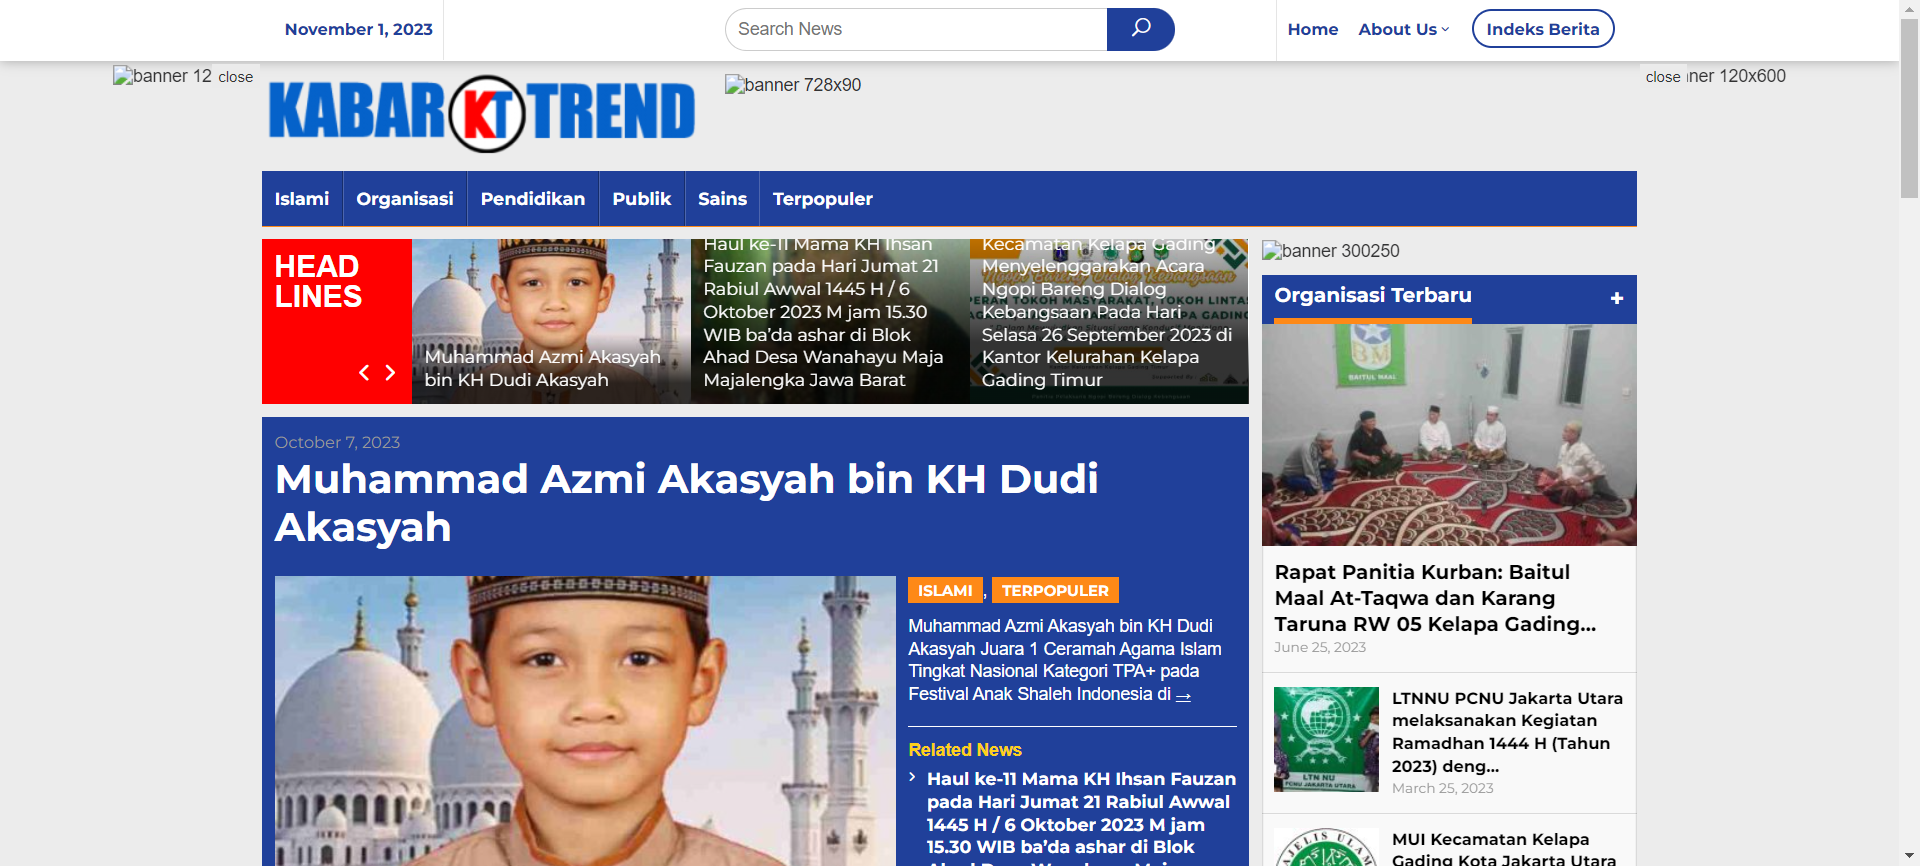 November 1, 2023
Search News
Home
About Us
Indeks Berita
banner 12
close
KABAR KT TREND
banner 728x90
close
ner 120x600
Islami
Organisasi
Pendidikan
Publik
Sains
Terpopuler
HEAD
LINES
Muhammad Azmi Akasyah
bin KH Dudi Akasyah
Haul ke-11 Mama KH Ihsan
Fauzan pada Hari Jumat 21
Rabiul Awwal 1445 H / 6
Oktober 2023 M jam 15.30
WIB ba’da ashar di Blok
Ahad Desa Wanahayu Maja
Majalengka Jawa Barat
Kecamatan Kelapa Gading
Menyelenggarakan Acara
Ngopi Bareng Dialog
Kebangsaan Pada Hari
Selasa 26 September 2023 di
Kantor Kelurahan Kelapa
Gading Timur
banner 300250
Organisasi Terbaru
+
BM
BAITUL MAAL
Rapat Panitia Kurban: Baitul
Maal At-Taqwa dan Karang
Taruna RW 05 Kelapa Gading...
June 25, 2023
LTN NU
PCNU JAKARTA UTARA
LTNNU PCNU Jakarta Utara
melaksanakan Kegiatan
Ramadhan 1444 H (Tahun
2023) deng...
March 25, 2023
MUI Kecamatan Kelapa
Gading Kota Jakarta Utara
October 7, 2023
Muhammad Azmi Akasyah bin KH Dudi
Akasyah
ISLAMI, TERPOPULER
Muhammad Azmi Akasyah bin KH Dudi
Akasyah Juara 1 Ceramah Agama Islam
Tingkat Nasional Kategori TPA+ pada
Festival Anak Shaleh Indonesia di →
Related News
Haul ke-11 Mama KH Ihsan Fauzan
pada Hari Jumat 21 Rabiul Awwal
1445 H / 6 Oktober 2023 M jam
15.30 WIB ba’da ashar di Blok